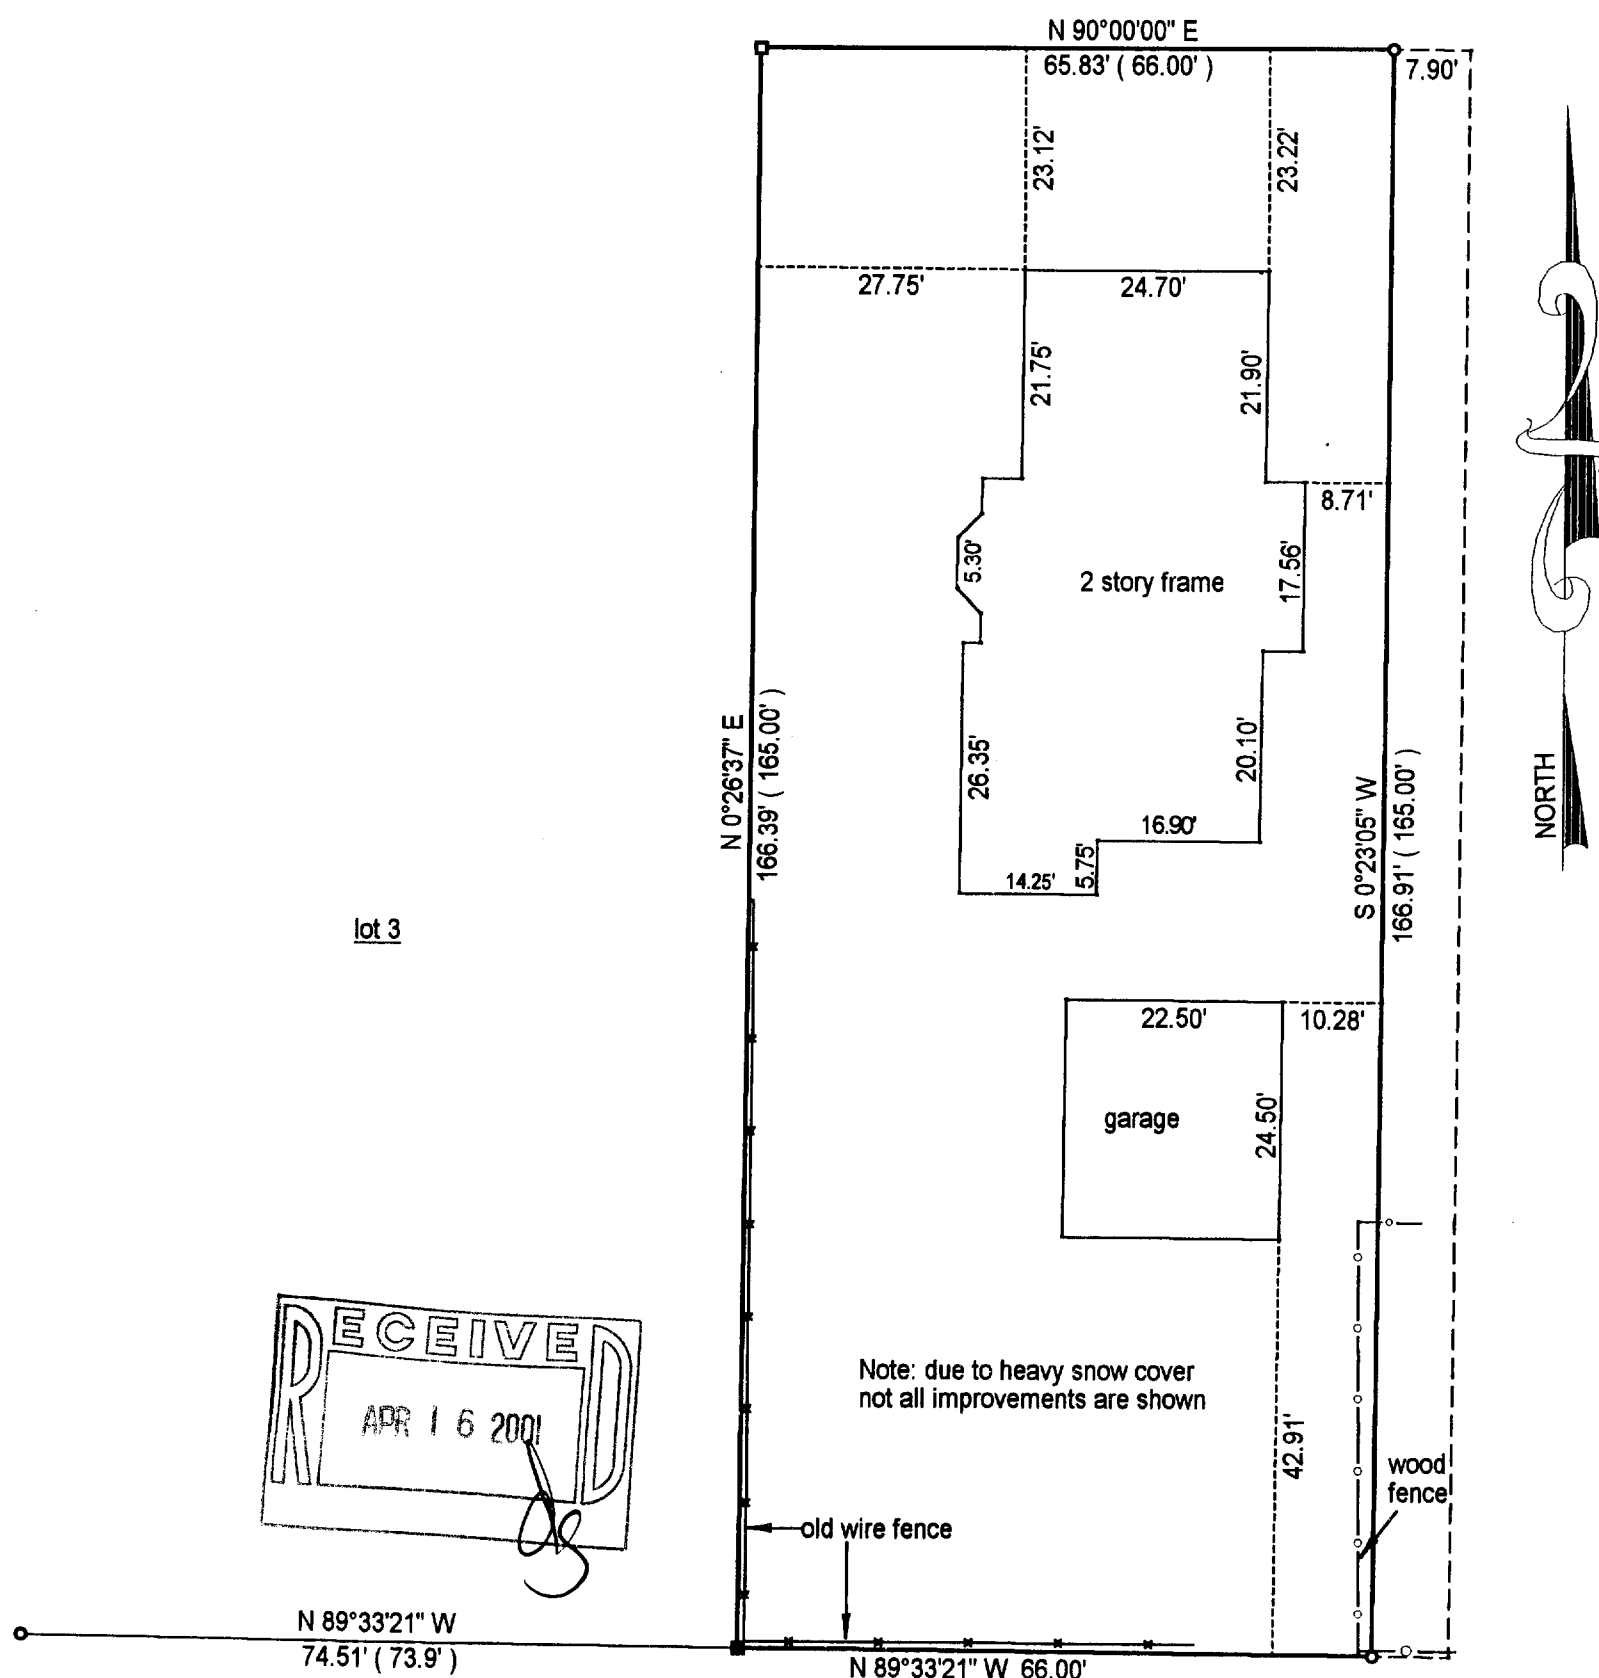 N 90°00'00" E
65.83' ( 66.00' )
7.90'
23.12'
23.22'
27.75'
24.70'
21.75'
21.90'
8.71'
5.30'
2 story frame
17.56'
N 0°26'37" E
166.39' ( 165.00' )
26.35'
20.10'
S 0°23'05" W
166.91' ( 165.00' )
NORTH
16.90'
5.75'
14.25'
lot 3
22.50'
10.28'
garage
24.50'
RECEIVED
APR 16 2001
Note: due to heavy snow cover
not all improvements are shown
42.91'
wood
fence
old wire fence
N 89°33'21" W
74.51' ( 73.9' )
N 89°33'21" W 66.00'